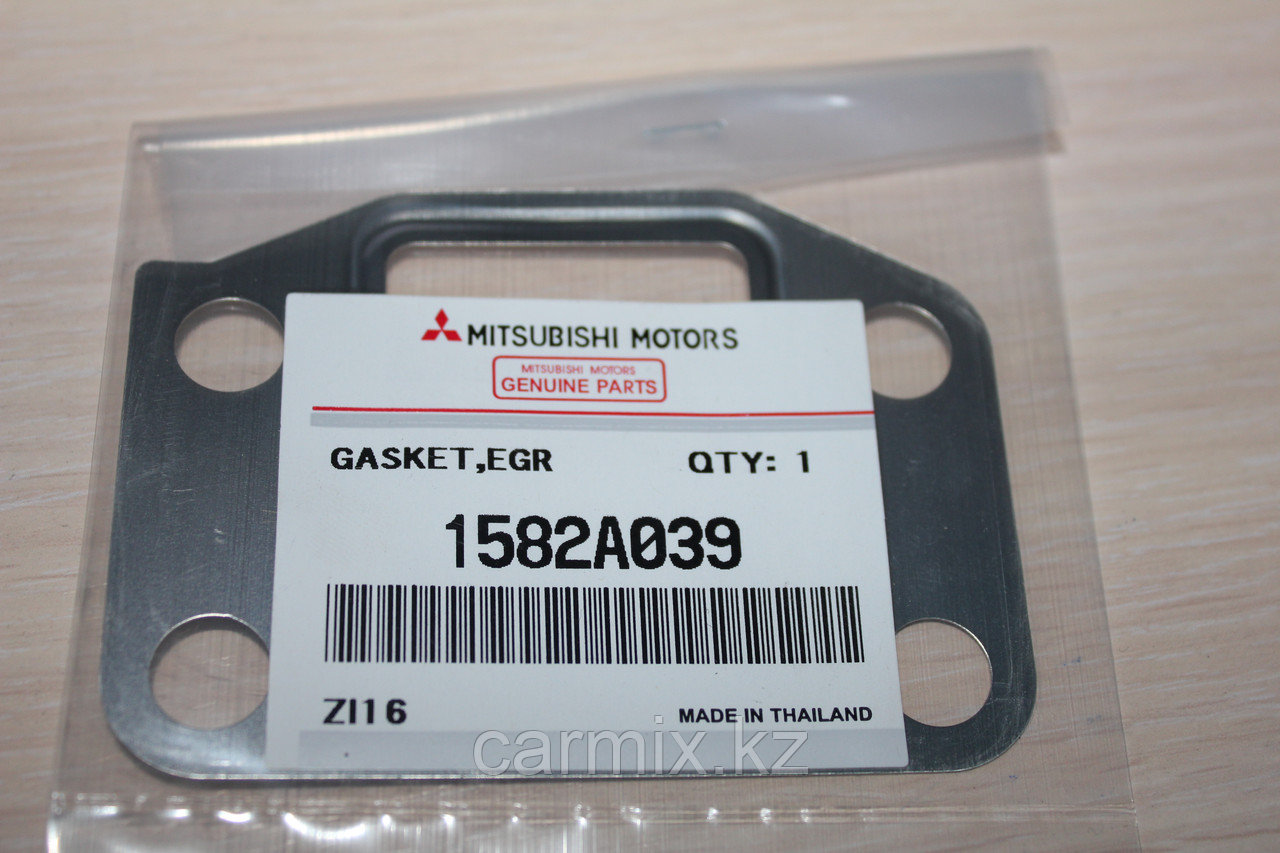 MITSUBISHI MOTORS
MITSUBISHI MOTORS
GENUINE PARTS
GASKET,EGR QTY: 1
1582A039
ZI16 MADE IN THAILAND
carmix.kz